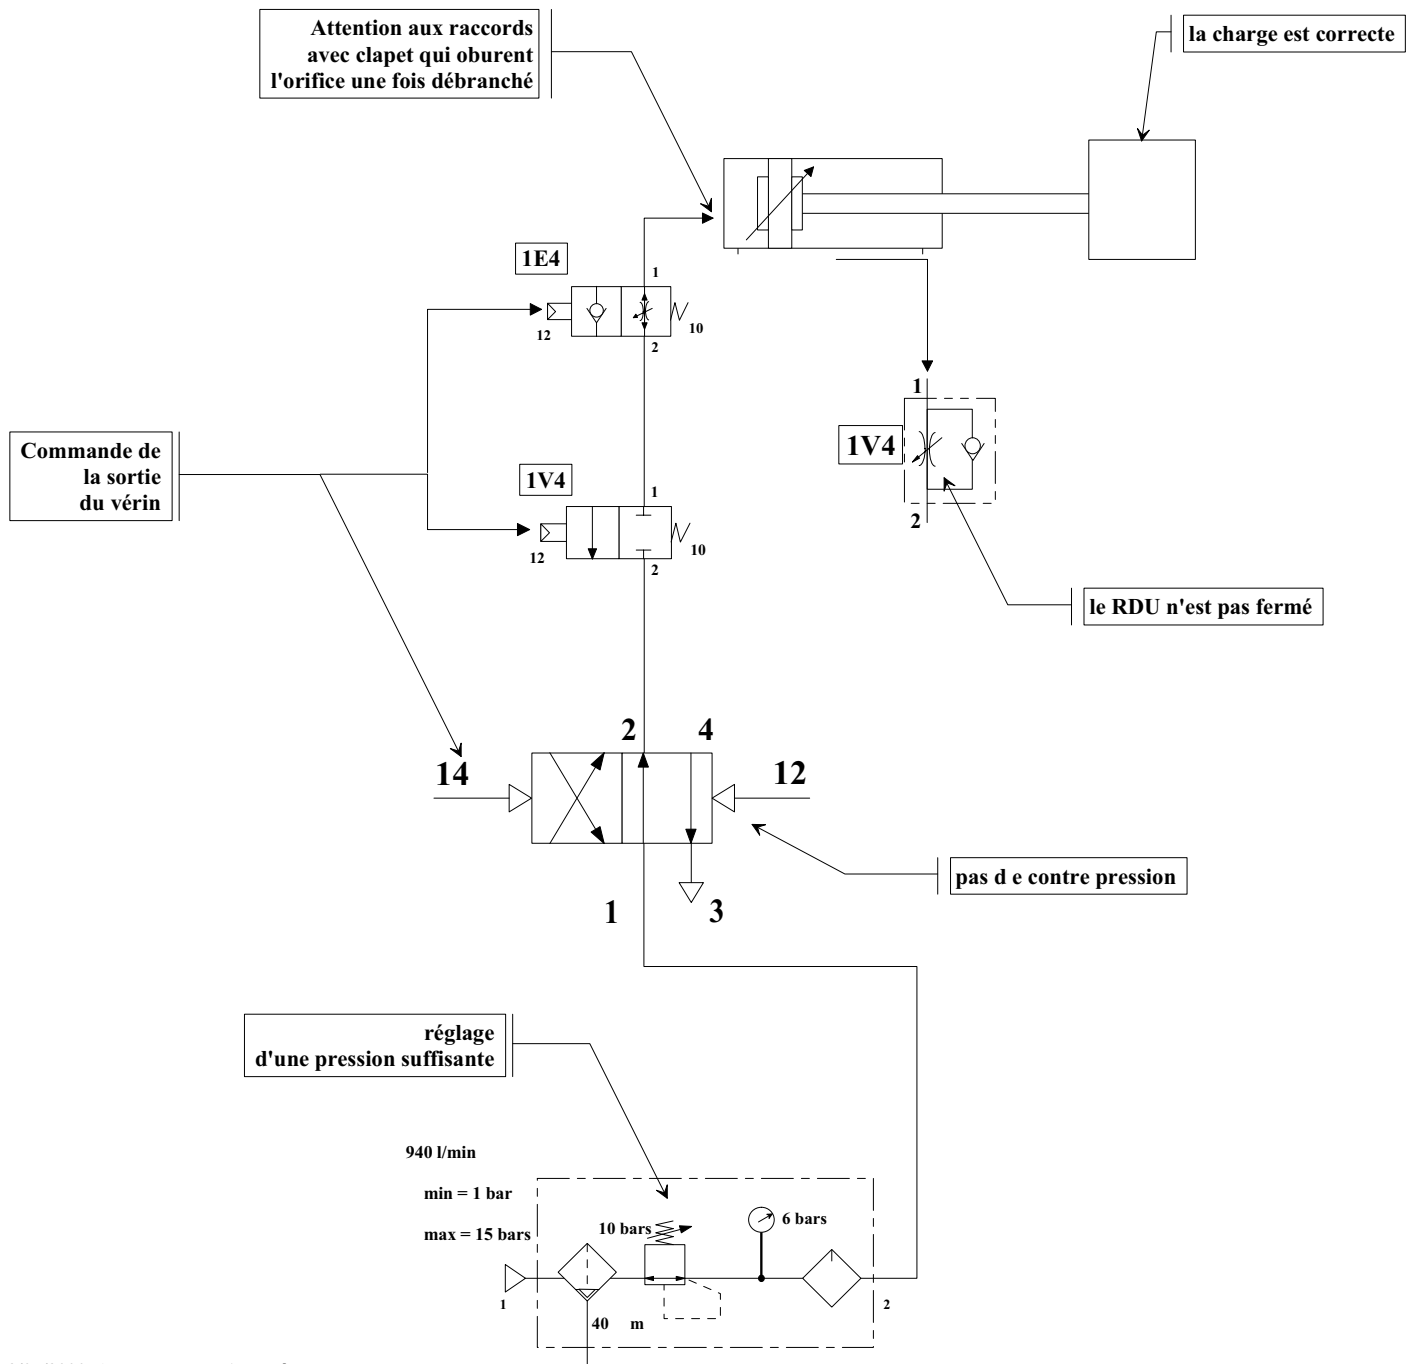 Attention aux raccords
avec clapet qui oburent
l'orifice une fois débranché
la charge est correcte
1E4
1
12
10
2
1
1V4
2
Commande de
la sortie
du vérin
1V4
1
12
10
2
le RDU n'est pas fermé
2 4
14
12
pas d e contre pression
1
3
réglage
d'une pression suffisante
940 l/min
min = 1 bar
max = 15 bars
10 bars
6 bars
1
2
40 m